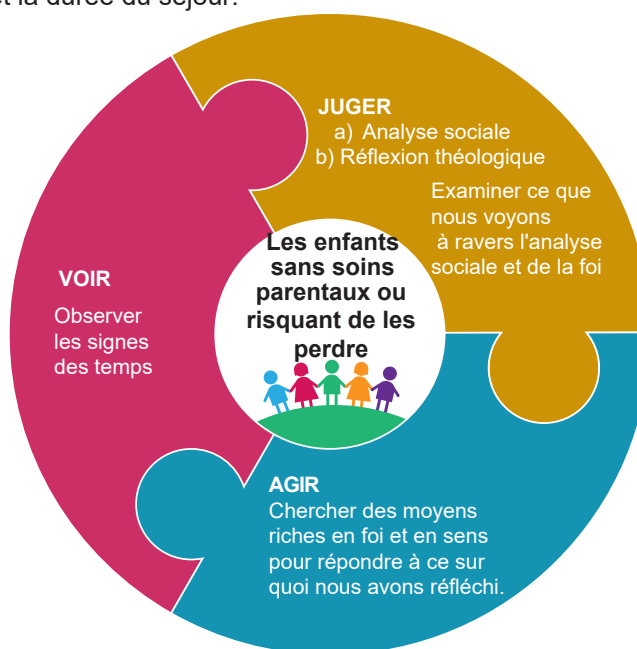 et la durée du séjour.
JUGER
a) Analyse sociale
b) Réflexion théologique
Examiner ce que
nous voyons
à ravers l'analyse
sociale et de la foi
VOIR
Observer
les signes
des temps
Les enfants
sans soins
parentaux ou
risquant de les
perdre
AGIR
Chercher des moyens
riches en foi et en sens
pour répondre à ce sur
quoi nous avons réfléchi.